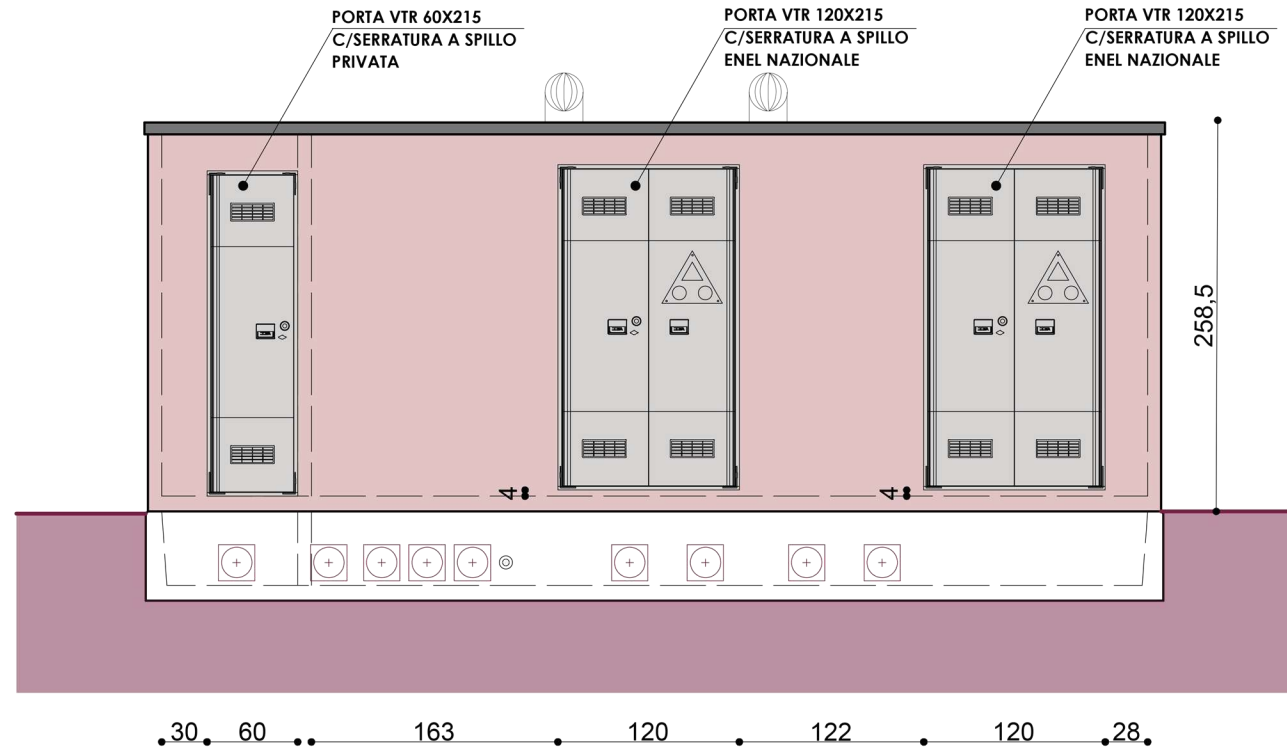 PORTA VTR 60X215
C/SERRATURA A SPILLO
PRIVATA
PORTA VTR 120X215
C/SERRATURA A SPILLO
ENEL NAZIONALE
PORTA VTR 120X215
C/SERRATURA A SPILLO
ENEL NAZIONALE
258,5
4
4
30 60 163 120 122 120 28